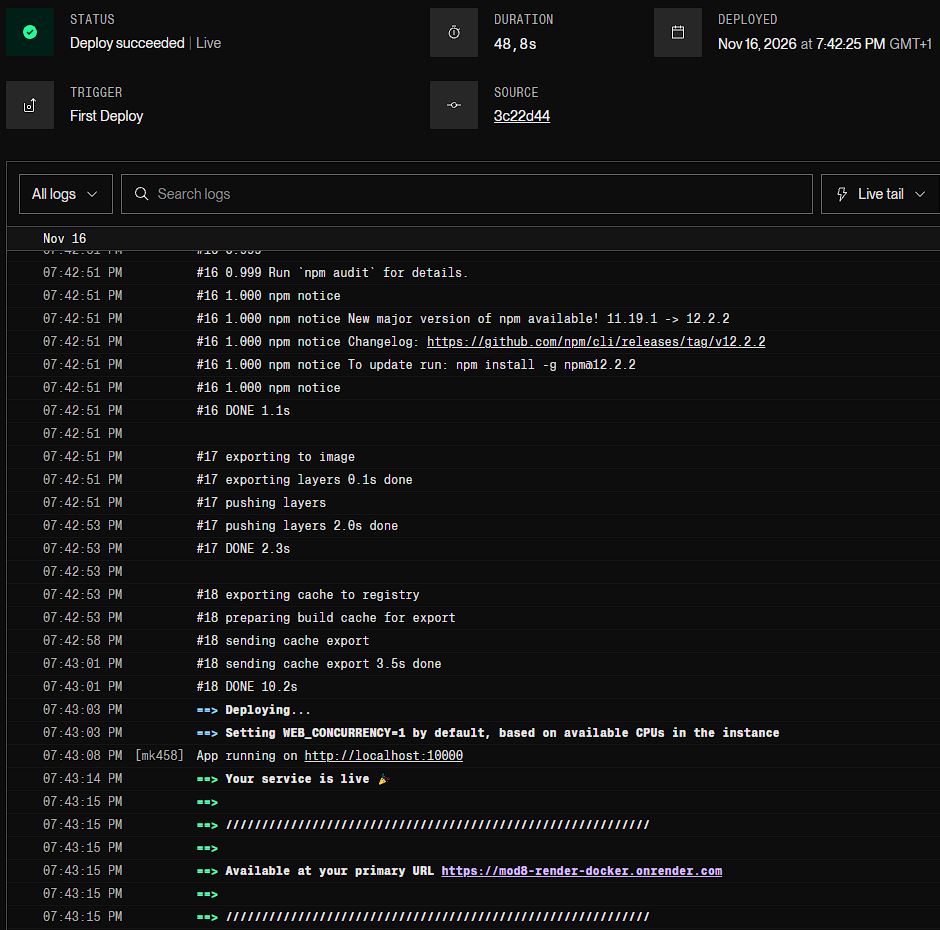 STATUS
Deploy succeeded | Live
DURATION
48,8s
DEPLOYED
Nov 16, 2026 at 7:42:25 PM GMT+1
TRIGGER
First Deploy
SOURCE
3c22d44
All logs
Search logs
Live tail
Nov 16
07:42:51 PM #16 0.999 Run `npm audit` for details.
07:42:51 PM #16 1.000 npm notice
07:42:51 PM #16 1.000 npm notice New major version of npm available! 11.19.1 -> 12.2.2
07:42:51 PM #16 1.000 npm notice Changelog: https://github.com/npm/cli/releases/tag/v12.2.2
07:42:51 PM #16 1.000 npm notice To update run: npm install -g npm@12.2.2
07:42:51 PM #16 1.000 npm notice
07:42:51 PM #16 DONE 1.1s
07:42:51 PM
07:42:51 PM #17 exporting to image
07:42:51 PM #17 exporting layers 0.1s done
07:42:51 PM #17 pushing layers
07:42:53 PM #17 pushing layers 2.0s done
07:42:53 PM #17 DONE 2.3s
07:42:53 PM
07:42:53 PM #18 exporting cache to registry
07:42:53 PM #18 preparing build cache for export
07:42:58 PM #18 sending cache export
07:43:01 PM #18 sending cache export 3.5s done
07:43:01 PM #18 DONE 10.2s
07:43:03 PM ==> Deploying...
07:43:03 PM ==> Setting WEB_CONCURRENCY=1 by default, based on available CPUs in the instance
07:43:08 PM [mk458] App running on http://localhost:10000
07:43:14 PM ==> Your service is live 🎉
07:43:15 PM ==>
07:43:15 PM ==> ///////////////////////////////////////////////////////////
07:43:15 PM ==>
07:43:15 PM ==> Available at your primary URL https://mod8-render-docker.onrender.com
07:43:15 PM ==>
07:43:15 PM ==> ///////////////////////////////////////////////////////////